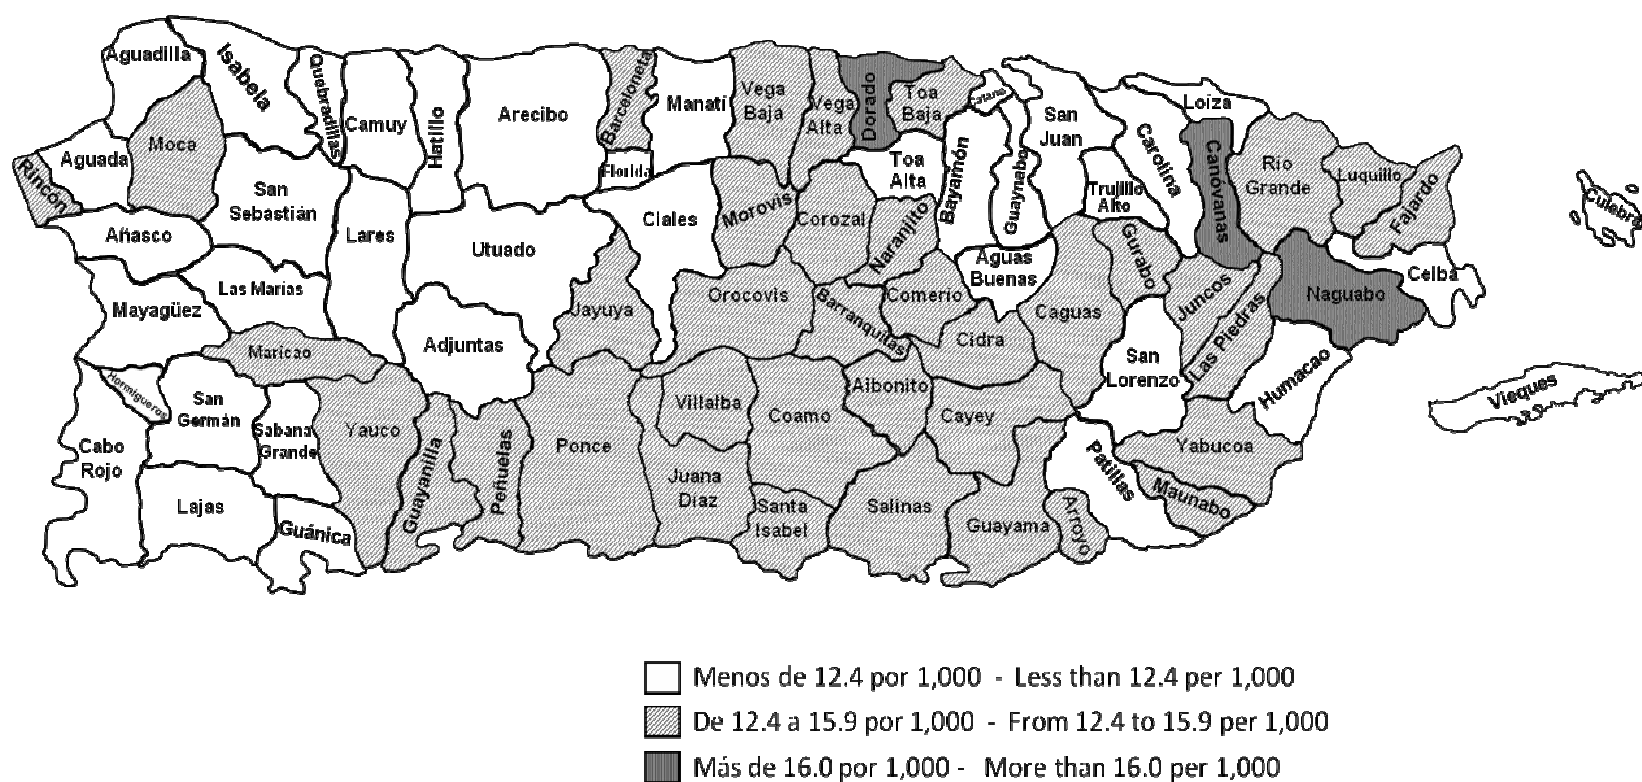 Aguadilla
Isabela
Quebradillas
Camuy
Hatillo
Arecibo
Barceloneta
Manatí
Vega
Baja
Vega
Alta
Dorado
Toa
Baja
Cataño
San
Juan
Loiza
Moca
Aguada
Rincón
San
Sebastián
Florida
Toa
Alta
Bayamón
Guaynabo
Trujillo
Alto
Carolina
Canóvanas
Río
Grande
Luquillo
Fajardo
Culebra
Añasco
Lares
Utuado
Ciales
Morovis
Corozal
Naranjito
Aguas
Buenas
Gurabo
Ceiba
Mayagüez
Las Marías
Adjuntas
Jayuya
Orocovis
Barranquitas
Comerío
Cidra
Caguas
Juncos
Las Piedras
Naguabo
Maricao
San
Lorenzo
Humacao
Vieques
Hormigueros
San
Germán
Sabana
Grande
Yauco
Guayanilla
Peñuelas
Ponce
Villalba
Coamo
Aibonito
Cayey
Yabucoa
Cabo
Rojo
Lajas
Guánica
Juana
Díaz
Santa
Isabel
Salinas
Guayama
Arroyo
Patillas
Maunabo
Menos de 12.4 por 1,000 - Less than 12.4 per 1,000
De 12.4 a 15.9 por 1,000 - From 12.4 to 15.9 per 1,000
Más de 16.0 por 1,000 - More than 16.0 per 1,000